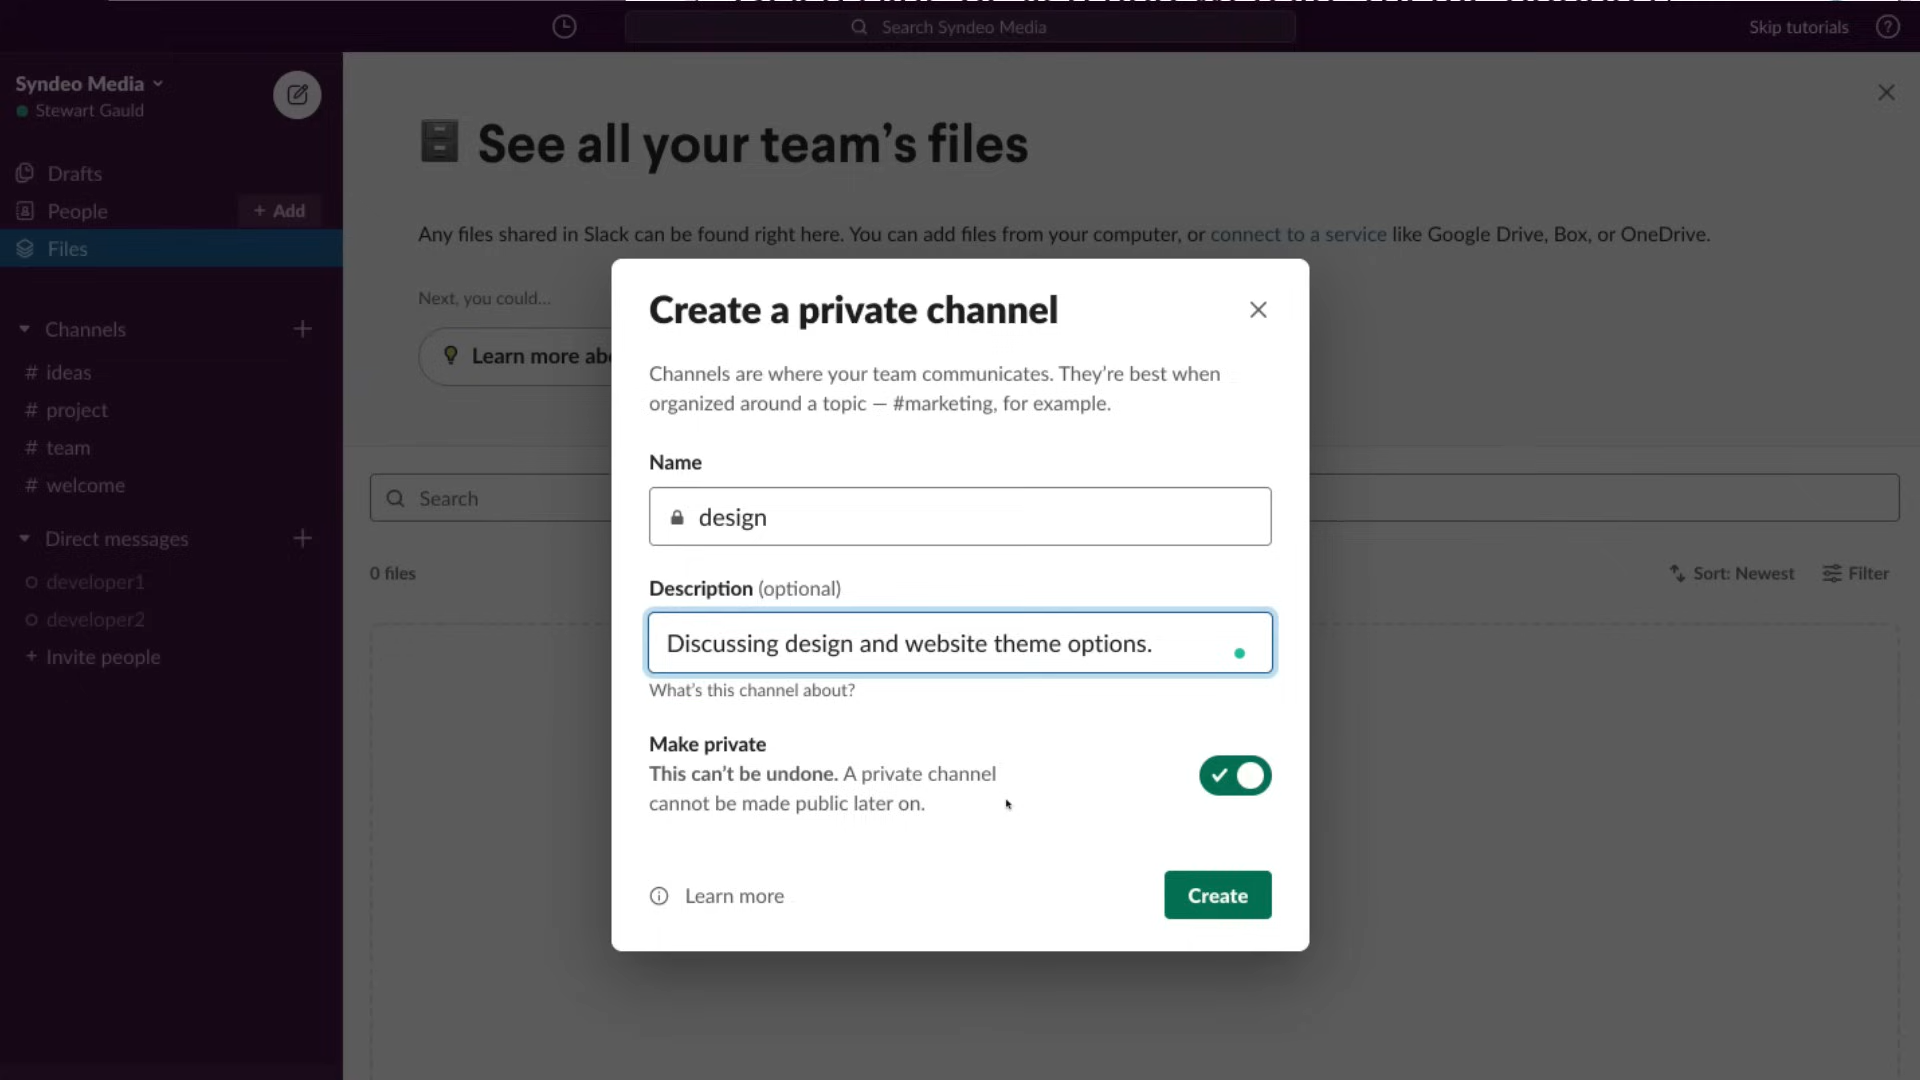 Search Syndeo Media
Skip tutorials
Syndeo Media
Stewart Gauld
Drafts
People
+ Add
Files
Channels
# ideas
# project
# team
# welcome
Direct messages
developer1
developer2
+ Invite people
See all your team's files
Any files shared in Slack can be found right here. You can add files from your computer, or connect to a service like Google Drive, Box, or OneDrive.
Next, you could...
Learn more abo
Search
0 files
Sort: Newest
Filter
Create a private channel
Channels are where your team communicates. They're best when
organized around a topic — #marketing, for example.
Name
design
Description (optional)
Discussing design and website theme options.
What's this channel about?
Make private
This can't be undone. A private channel
cannot be made public later on.
Learn more
Create